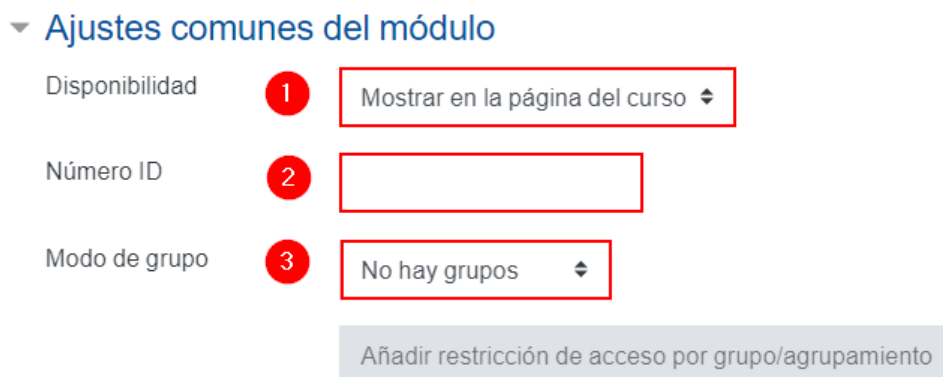 Ajustes comunes del módulo
Disponibilidad 1 Mostrar en la página del curso
Número ID 2
Modo de grupo 3 No hay grupos
Añadir restricción de acceso por grupo/agrupamiento